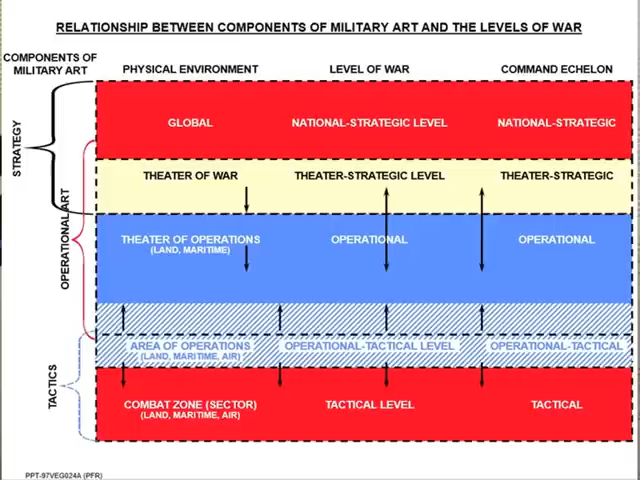 RELATIONSHIP BETWEEN COMPONENTS OF MILITARY ART AND THE LEVELS OF WAR
COMPONENTS OF
MILITARY ART
PHYSICAL ENVIRONMENT
LEVEL OF WAR
COMMAND ECHELON
STRATEGY
GLOBAL
NATIONAL-STRATEGIC LEVEL
NATIONAL-STRATEGIC
THEATER OF WAR
THEATER-STRATEGIC LEVEL
THEATER-STRATEGIC
OPERATIONAL ART
THEATER OF OPERATIONS
(LAND, MARITIME)
OPERATIONAL
OPERATIONAL
AREA OF OPERATIONS
(LAND, MARITIME, AIR)
OPERATIONAL-TACTICAL LEVEL
OPERATIONAL-TACTICAL
TACTICS
COMBAT ZONE (SECTOR)
(LAND, MARITIME, AIR)
TACTICAL LEVEL
TACTICAL
PPT-97VEG024A (PFR)